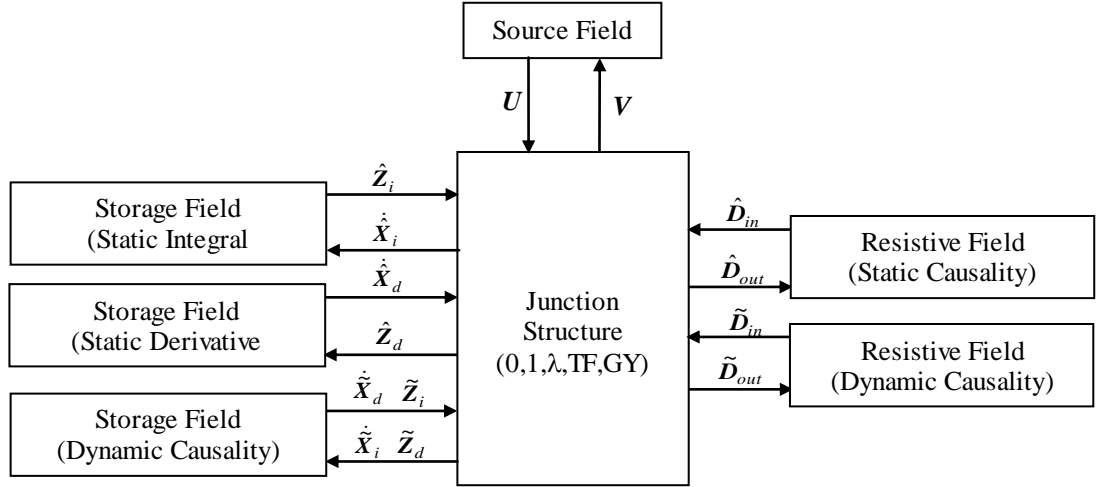 Source Field
U V
Ẑ_i
Storage Field
(Static Integral
Ẋ̂_i
Ẋ̂_d
Storage Field
(Static Derivative
Ẑ_d
Ẋ̃_d Z̃_i
Storage Field
(Dynamic Causality)
Ẋ̃_i Z̃_d
Junction
Structure
(0,1,λ,TF,GY)
D̂_in
Resistive Field
(Static Causality)
D̂_out
D̃_in
Resistive Field
(Dynamic Causality)
D̃_out